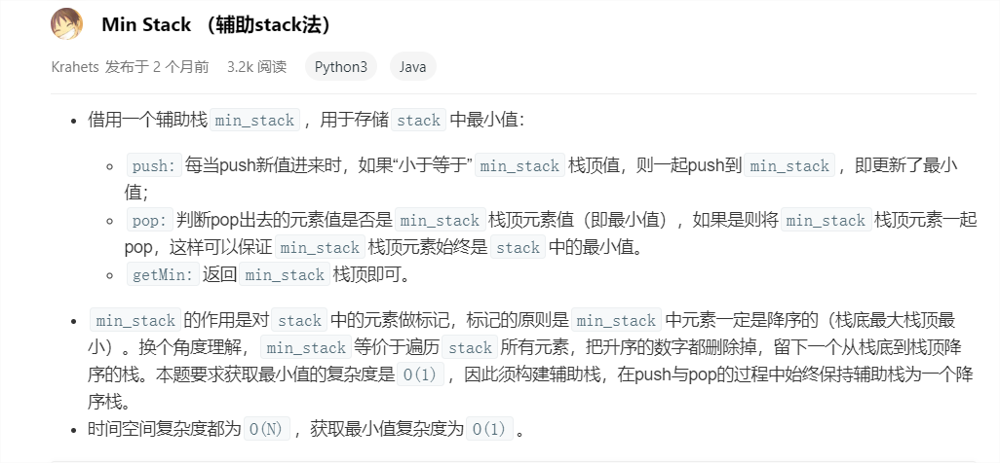 Min Stack （辅助stack法）
Krahets 发布于 2 个月前 3.2k 阅读 Python3 Java
借用一个辅助栈 min_stack ，用于存储 stack 中最小值：
push: 每当push新值进来时，如果“小于等于” min_stack 栈顶值，则一起push到 min_stack ，即更新了最小
值；
pop: 判断pop出去的元素值是否是 min_stack 栈顶元素值（即最小值），如果是则将 min_stack 栈顶元素一起
pop，这样可以保证 min_stack 栈顶元素始终是 stack 中的最小值。
getMin: 返回 min_stack 栈顶即可。
min_stack 的作用是对 stack 中的元素做标记，标记的原则是 min_stack 中元素一定是降序的（栈底最大栈顶最
小）。换个角度理解， min_stack 等价于遍历 stack 所有元素，把升序的数字都删除掉，留下一个从栈底到栈顶降
序的栈。本题要求获取最小值的复杂度是 O(1) ，因此须构建辅助栈，在push与pop的过程中始终保持辅助栈为一个降
序栈。
时间空间复杂度都为 O(N) ，获取最小值复杂度为 O(1) 。